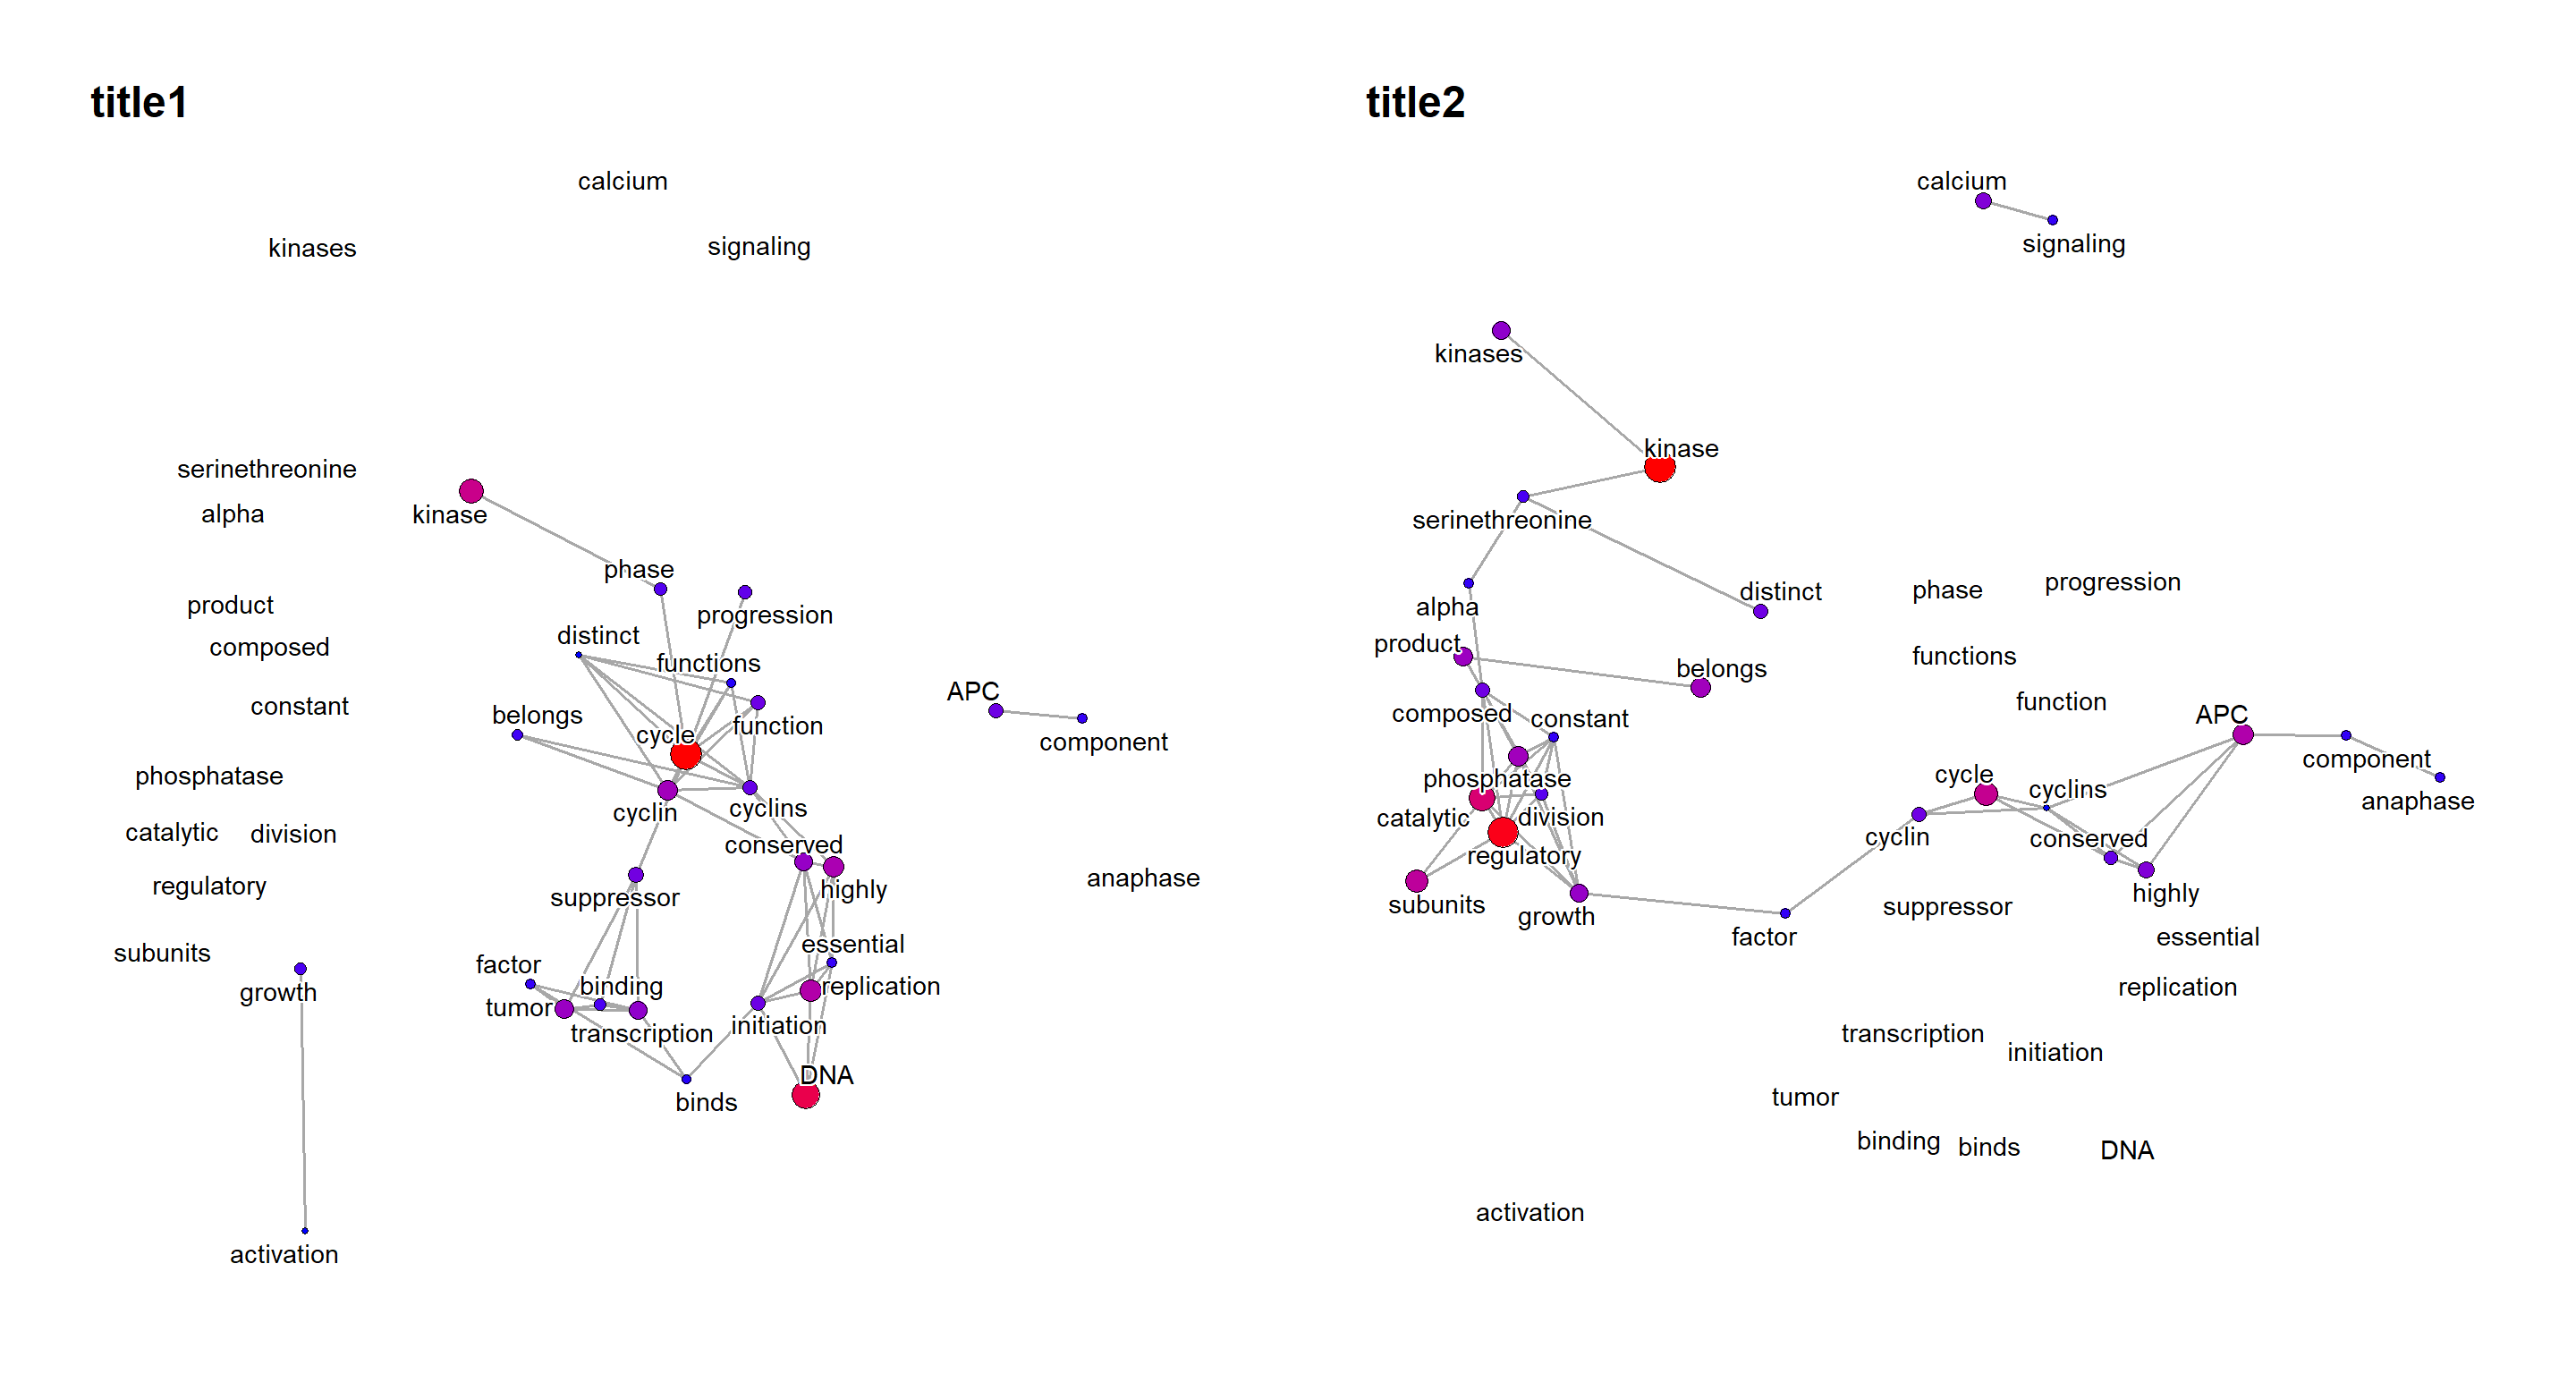 title1
calcium
kinases
signaling
serinethreonine
alpha
kinase
phase
product
progression
distinct
composed
functions
APC
constant
belongs
function
cycle
component
phosphatase
cyclin
cyclins
catalytic
division
conserved
anaphase
regulatory
highly
suppressor
essential
subunits
factor
growth
binding
replication
tumor
initiation
transcription
DNA
binds
activation
title2
calcium
signaling
kinases
kinase
serinethreonine
distinct
phase
progression
alpha
product
functions
belongs
function
composed
constant
APC
component
cycle
phosphatase
cyclins
anaphase
catalytic
division
cyclin
conserved
regulatory
highly
subunits
growth
suppressor
factor
essential
replication
transcription
initiation
tumor
binding
binds
DNA
activation